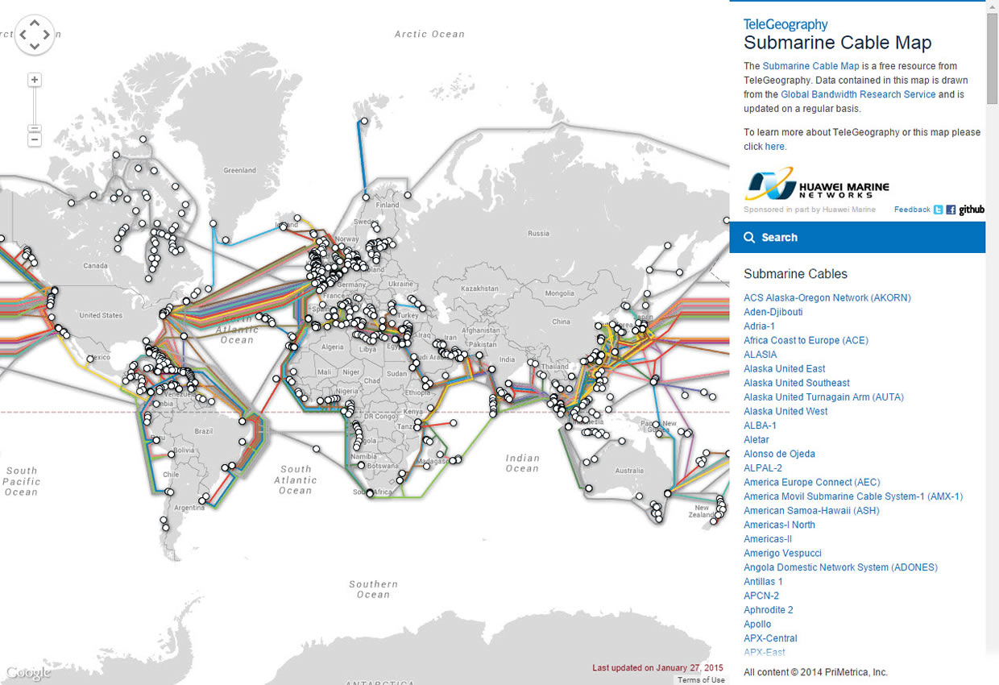 Arctic Ocean
Greenland
Iceland
Finland
Sweden
Norway
Russia
Canada
Germany
Ukraine
France
Kazakhstan
Mongolia
United States
Spain
Turkey
North
Atlantic
Ocean
China
Afghanistan
Iraq
Iran
Pakistan
Algeria
Libya
Egypt
Mexico
India
Mali
Niger
Chad
Sudan
Thailand
Nigeria
Ethiopia
Venezuela
DR Congo
Kenya
Papua New
Guinea
Brazil
Bolivia
Namibia
Botswana
Madagascar
Indian
Ocean
Australia
South
Pacific
Ocean
Chile
South
Atlantic
Ocean
South Africa
Argentina
New
Zealand
Southern
Ocean
Google
Last updated on January 27, 2015
Terms of Use
TeleGeography
Submarine Cable Map
The Submarine Cable Map is a free resource from
TeleGeography. Data contained in this map is drawn
from the Global Bandwidth Research Service and is
updated on a regular basis.
To learn more about TeleGeography or this map please
click here.
HUAWEI MARINE
NETWORKS
Sponsored in part by Huawei Marine
Feedback github
Search
Submarine Cables
ACS Alaska-Oregon Network (AKORN)
Aden-Djibouti
Adria-1
Africa Coast to Europe (ACE)
ALASIA
Alaska United East
Alaska United Southeast
Alaska United Turnagain Arm (AUTA)
Alaska United West
ALBA-1
Aletar
Alonso de Ojeda
ALPAL-2
America Europe Connect (AEC)
America Movil Submarine Cable System-1 (AMX-1)
American Samoa-Hawaii (ASH)
Americas-I North
Americas-II
Amerigo Vespucci
Angola Domestic Network System (ADONES)
Antillas 1
APCN-2
Aphrodite 2
Apollo
APX-Central
APX-East
All content © 2014 PriMetrica, Inc.